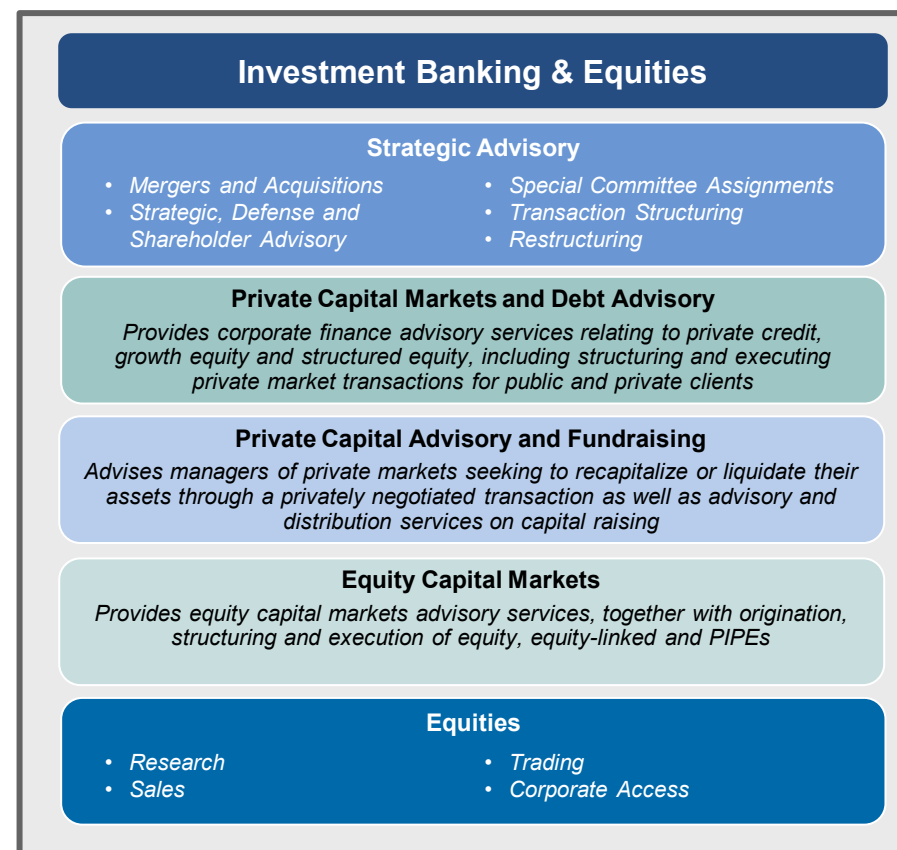 Investment Banking & Equities
Strategic Advisory
• Mergers and Acquisitions
• Strategic, Defense and
Shareholder Advisory
• Special Committee Assignments
• Transaction Structuring
• Restructuring
Private Capital Markets and Debt Advisory
Provides corporate finance advisory services relating to private credit,
growth equity and structured equity, including structuring and executing
private market transactions for public and private clients
Private Capital Advisory and Fundraising
Advises managers of private markets seeking to recapitalize or liquidate their
assets through a privately negotiated transaction as well as advisory and
distribution services on capital raising
Equity Capital Markets
Provides equity capital markets advisory services, together with origination,
structuring and execution of equity, equity-linked and PIPEs
Equities
• Research
• Sales
• Trading
• Corporate Access